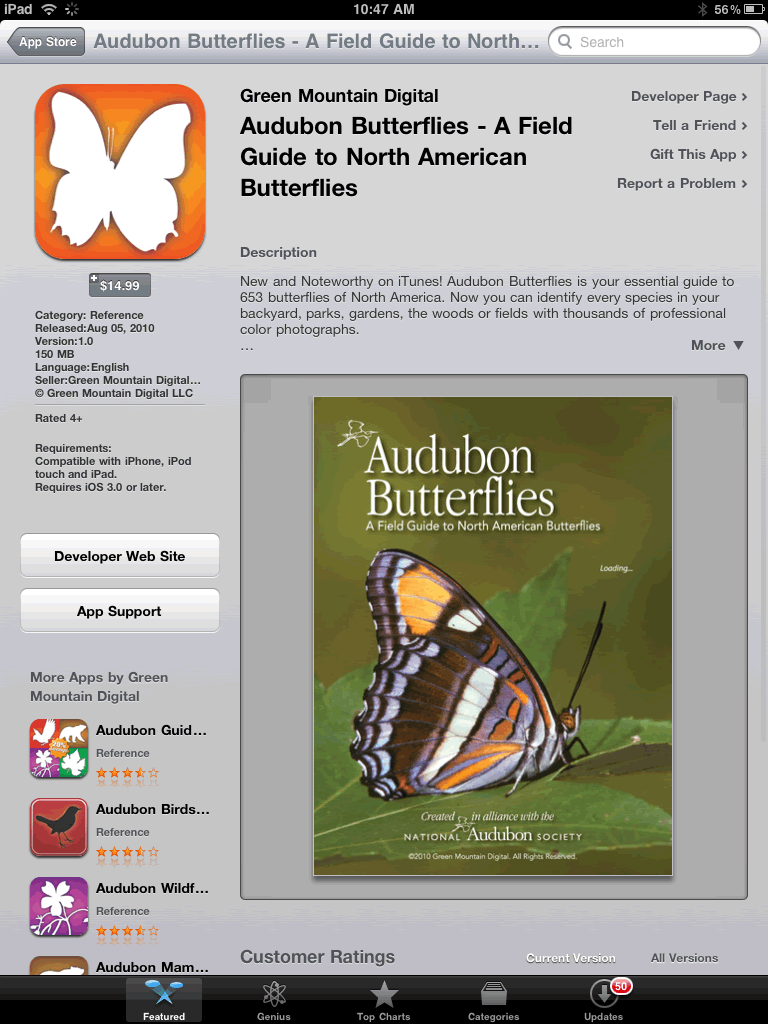 iPad
10:47 AM
56%
App Store
Audubon Butterflies - A Field Guide to North...
Search
Green Mountain Digital
Audubon Butterflies - A Field
Guide to North American
Butterflies
Developer Page ›
Tell a Friend ›
Gift This App ›
Report a Problem ›
$14.99
Category: Reference
Released:Aug 05, 2010
Version:1.0
150 MB
Language:English
Seller:Green Mountain Digital...
© Green Mountain Digital LLC
Rated 4+
Requirements:
Compatible with iPhone, iPod
touch and iPad.
Requires iOS 3.0 or later.
Developer Web Site
App Support
More Apps by Green
Mountain Digital
Audubon Guid...
Reference
Audubon Birds...
Reference
Audubon Wildf...
Reference
Audubon Mam...
Description
New and Noteworthy on iTunes! Audubon Butterflies is your essential guide to
653 butterflies of North America. Now you can identify every species in your
backyard, parks, gardens, the woods or fields with thousands of professional
color photographs.
...
More ▼
Audubon
Butterflies
A Field Guide to North American Butterflies
Loading...
Created in alliance with the
NATIONAL Audubon SOCIETY
©2010 Green Mountain Digital. All Rights Reserved.
Customer Ratings
Current Version
All Versions
Featured
Genius
Top Charts
Categories
50
Updates